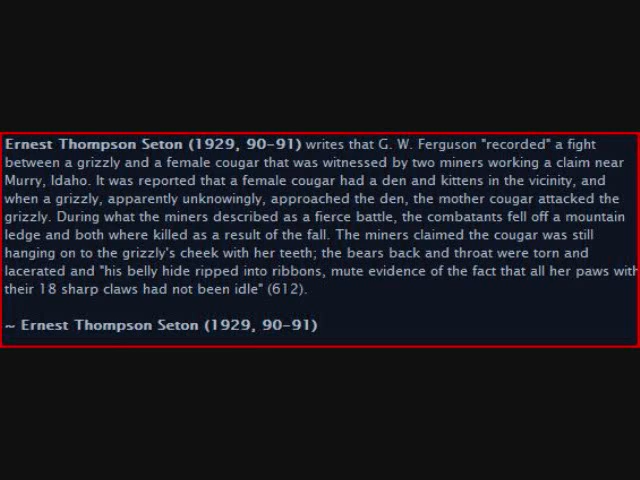 Ernest Thompson Seton (1929, 90-91) writes that G. W. Ferguson "recorded" a fight
between a grizzly and a female cougar that was witnessed by two miners working a claim near
Murry, Idaho. It was reported that a female cougar had a den and kittens in the vicinity, and
when a grizzly, apparently unknowingly, approached the den, the mother cougar attacked the
grizzly. During what the miners described as a fierce battle, the combatants fell off a mountain
ledge and both where killed as a result of the fall. The miners claimed the cougar was still
hanging on to the grizzly's cheek with her teeth; the bears back and throat were torn and
lacerated and "his belly hide ripped into ribbons, mute evidence of the fact that all her paws with
their 18 sharp claws had not been idle" (612).
~ Ernest Thompson Seton (1929, 90-91)